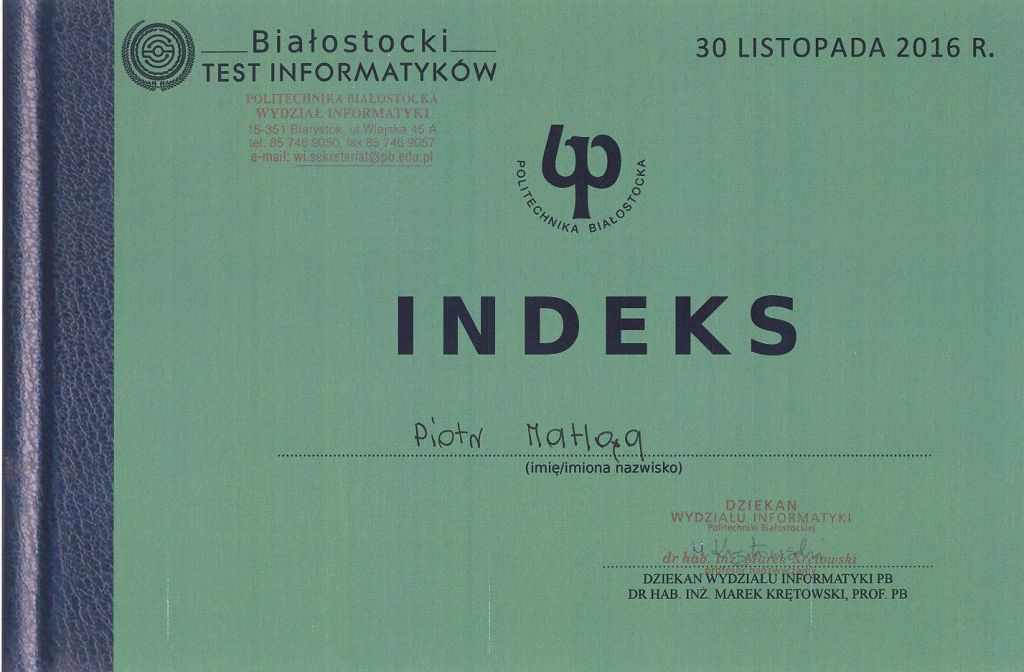 Białostocki
TEST INFORMATYKÓW
30 LISTOPADA 2016 R.
POLITECHNIKA BIAŁOSTOCKA
WYDZIAŁ INFORMATYKI
15-351 Białystok, ul.Wiejska 45 A
tel. 85 746 9050, fax 85 746 9057
e-mail: wi.sekretariat@pb.edu.pl
POLITECHNIKA BIAŁOSTOCKA
INDEKS
Piotr
(imię/imiona nazwisko)
DZIEKAN
WYDZIAŁU INFORMATYKI
Politechniki Białostockiej
dr hab. inż. Marek Krętowski
profesor nadzwyczajny
DZIEKAN WYDZIAŁU INFORMATYKI PB
DR HAB. INŻ. MAREK KRĘTOWSKI, PROF. PB